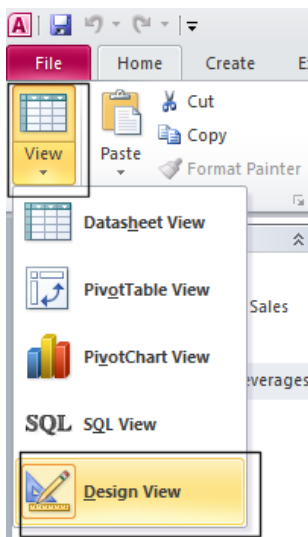 A
File Home Create E
View Paste Cut
Copy
Format Painter
Datasheet View
PivotTable View
Sales
PivotChart View
everages
SQL SQL View
Design View